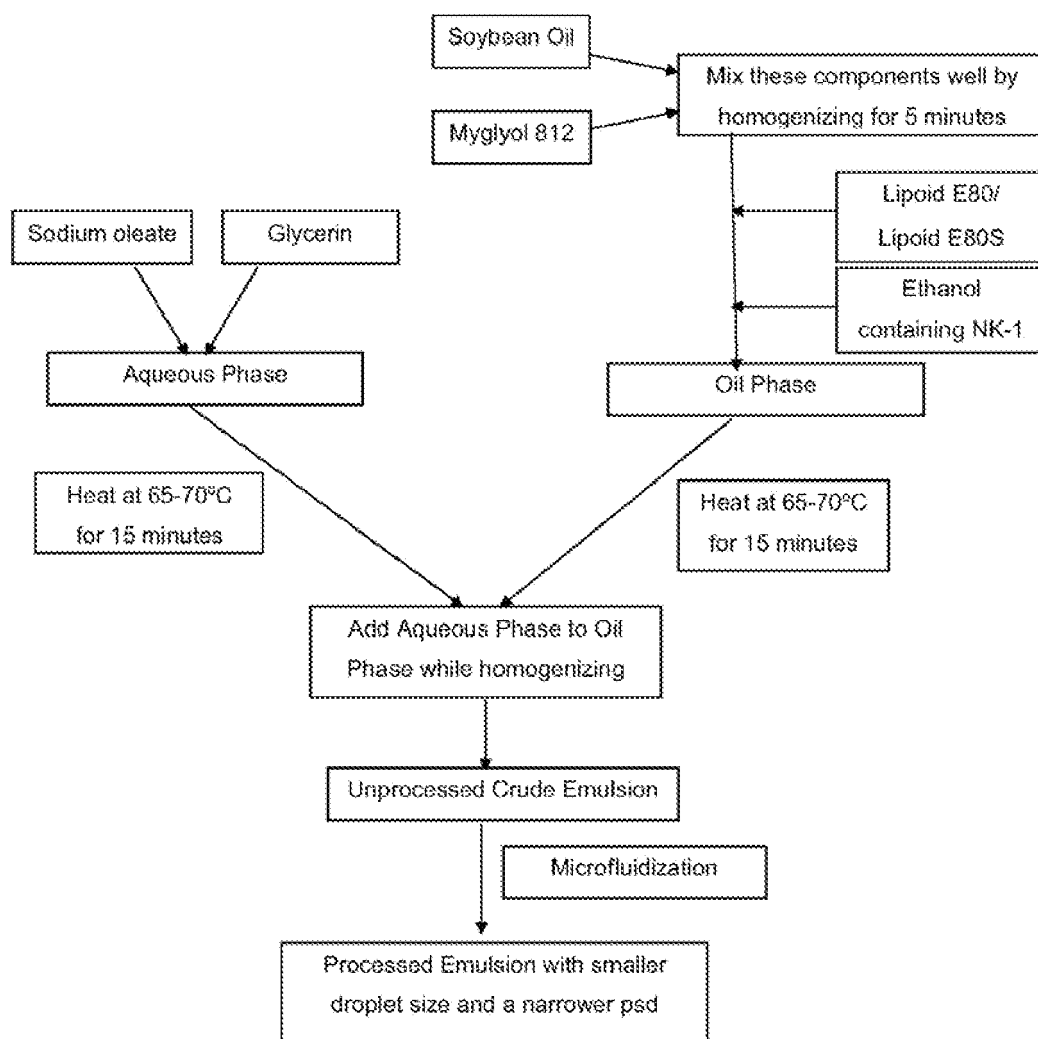 Soybean Oil
Mix these components well by
homogenizing for 5 minutes
Myglyol 812
Lipoid E80/
Lipoid E80S
Sodium oleate
Glycerin
Ethanol
containing NK-1
Aqueous Phase
Oil Phase
Heat at 65-70°C
for 15 minutes
Heat at 65-70°C
for 15 minutes
Add Aqueous Phase to Oil
Phase while homogenizing
Unprocessed Crude Emulsion
Microfluidization
Processed Emulsion with smaller
droplet size and a narrower psd